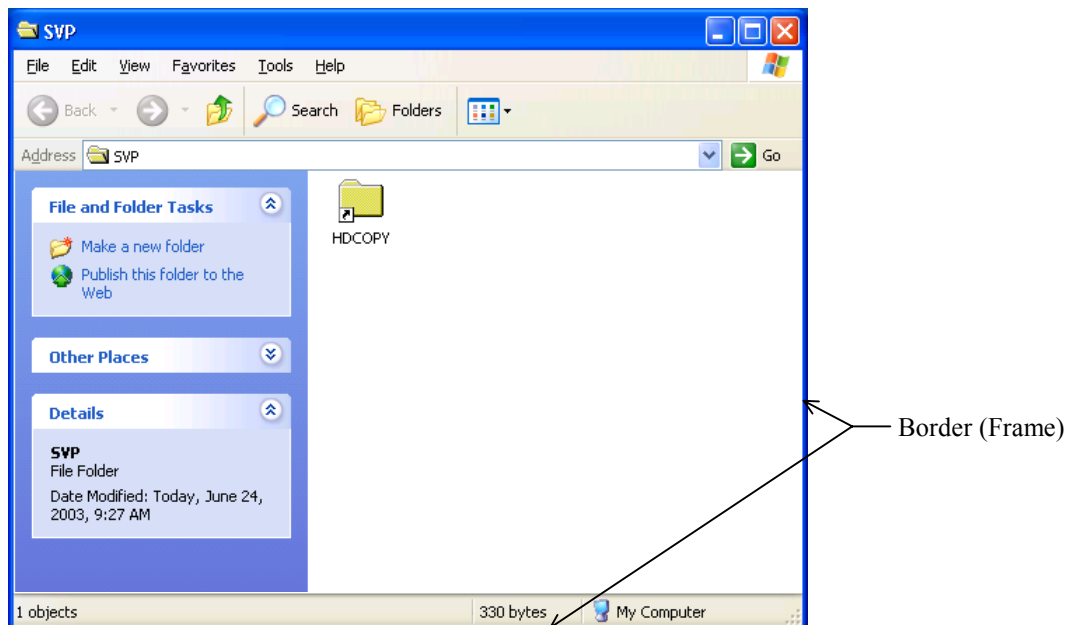 SVP
File Edit View Favorites Tools Help
Back Search Folders
Address SVP Go
File and Folder Tasks
Make a new folder
Publish this folder to the
Web
Other Places
Details
SVP
File Folder
Date Modified: Today, June 24,
2003, 9:27 AM
HDCOPY
Border (Frame)
1 objects 330 bytes My Computer